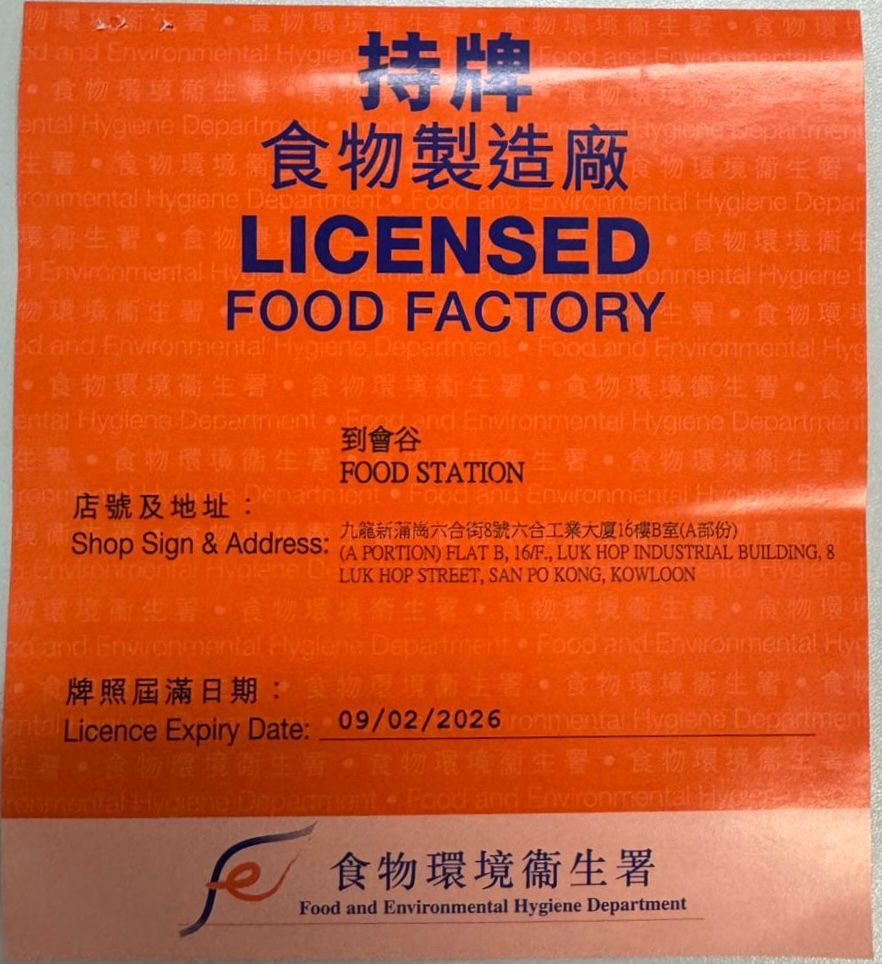 持牌
食物製造廠
LICENSED
FOOD FACTORY
到會谷
FOOD STATION
店號及地址：
Shop Sign & Address:
九龍新蒲崗六合街8號六合工業大廈16樓B室(A部份)
(A PORTION) FLAT B, 16/F., LUK HOP INDUSTRIAL BUILDING, 8
LUK HOP STREET, SAN PO KONG, KOWLOON
牌照屆滿日期：
Licence Expiry Date: 09/02/2026
食物環境衞生署
Food and Environmental Hygiene Department